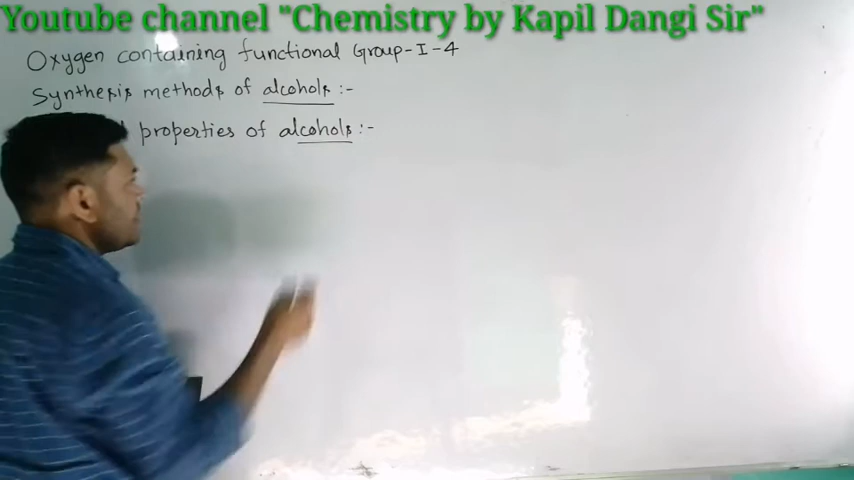 Youtube channel "Chemistry by Kapil Dangi Sir"
Oxygen containing functional Group-I-4
Synthesis methods of alcohols :-
properties of alcohols :-